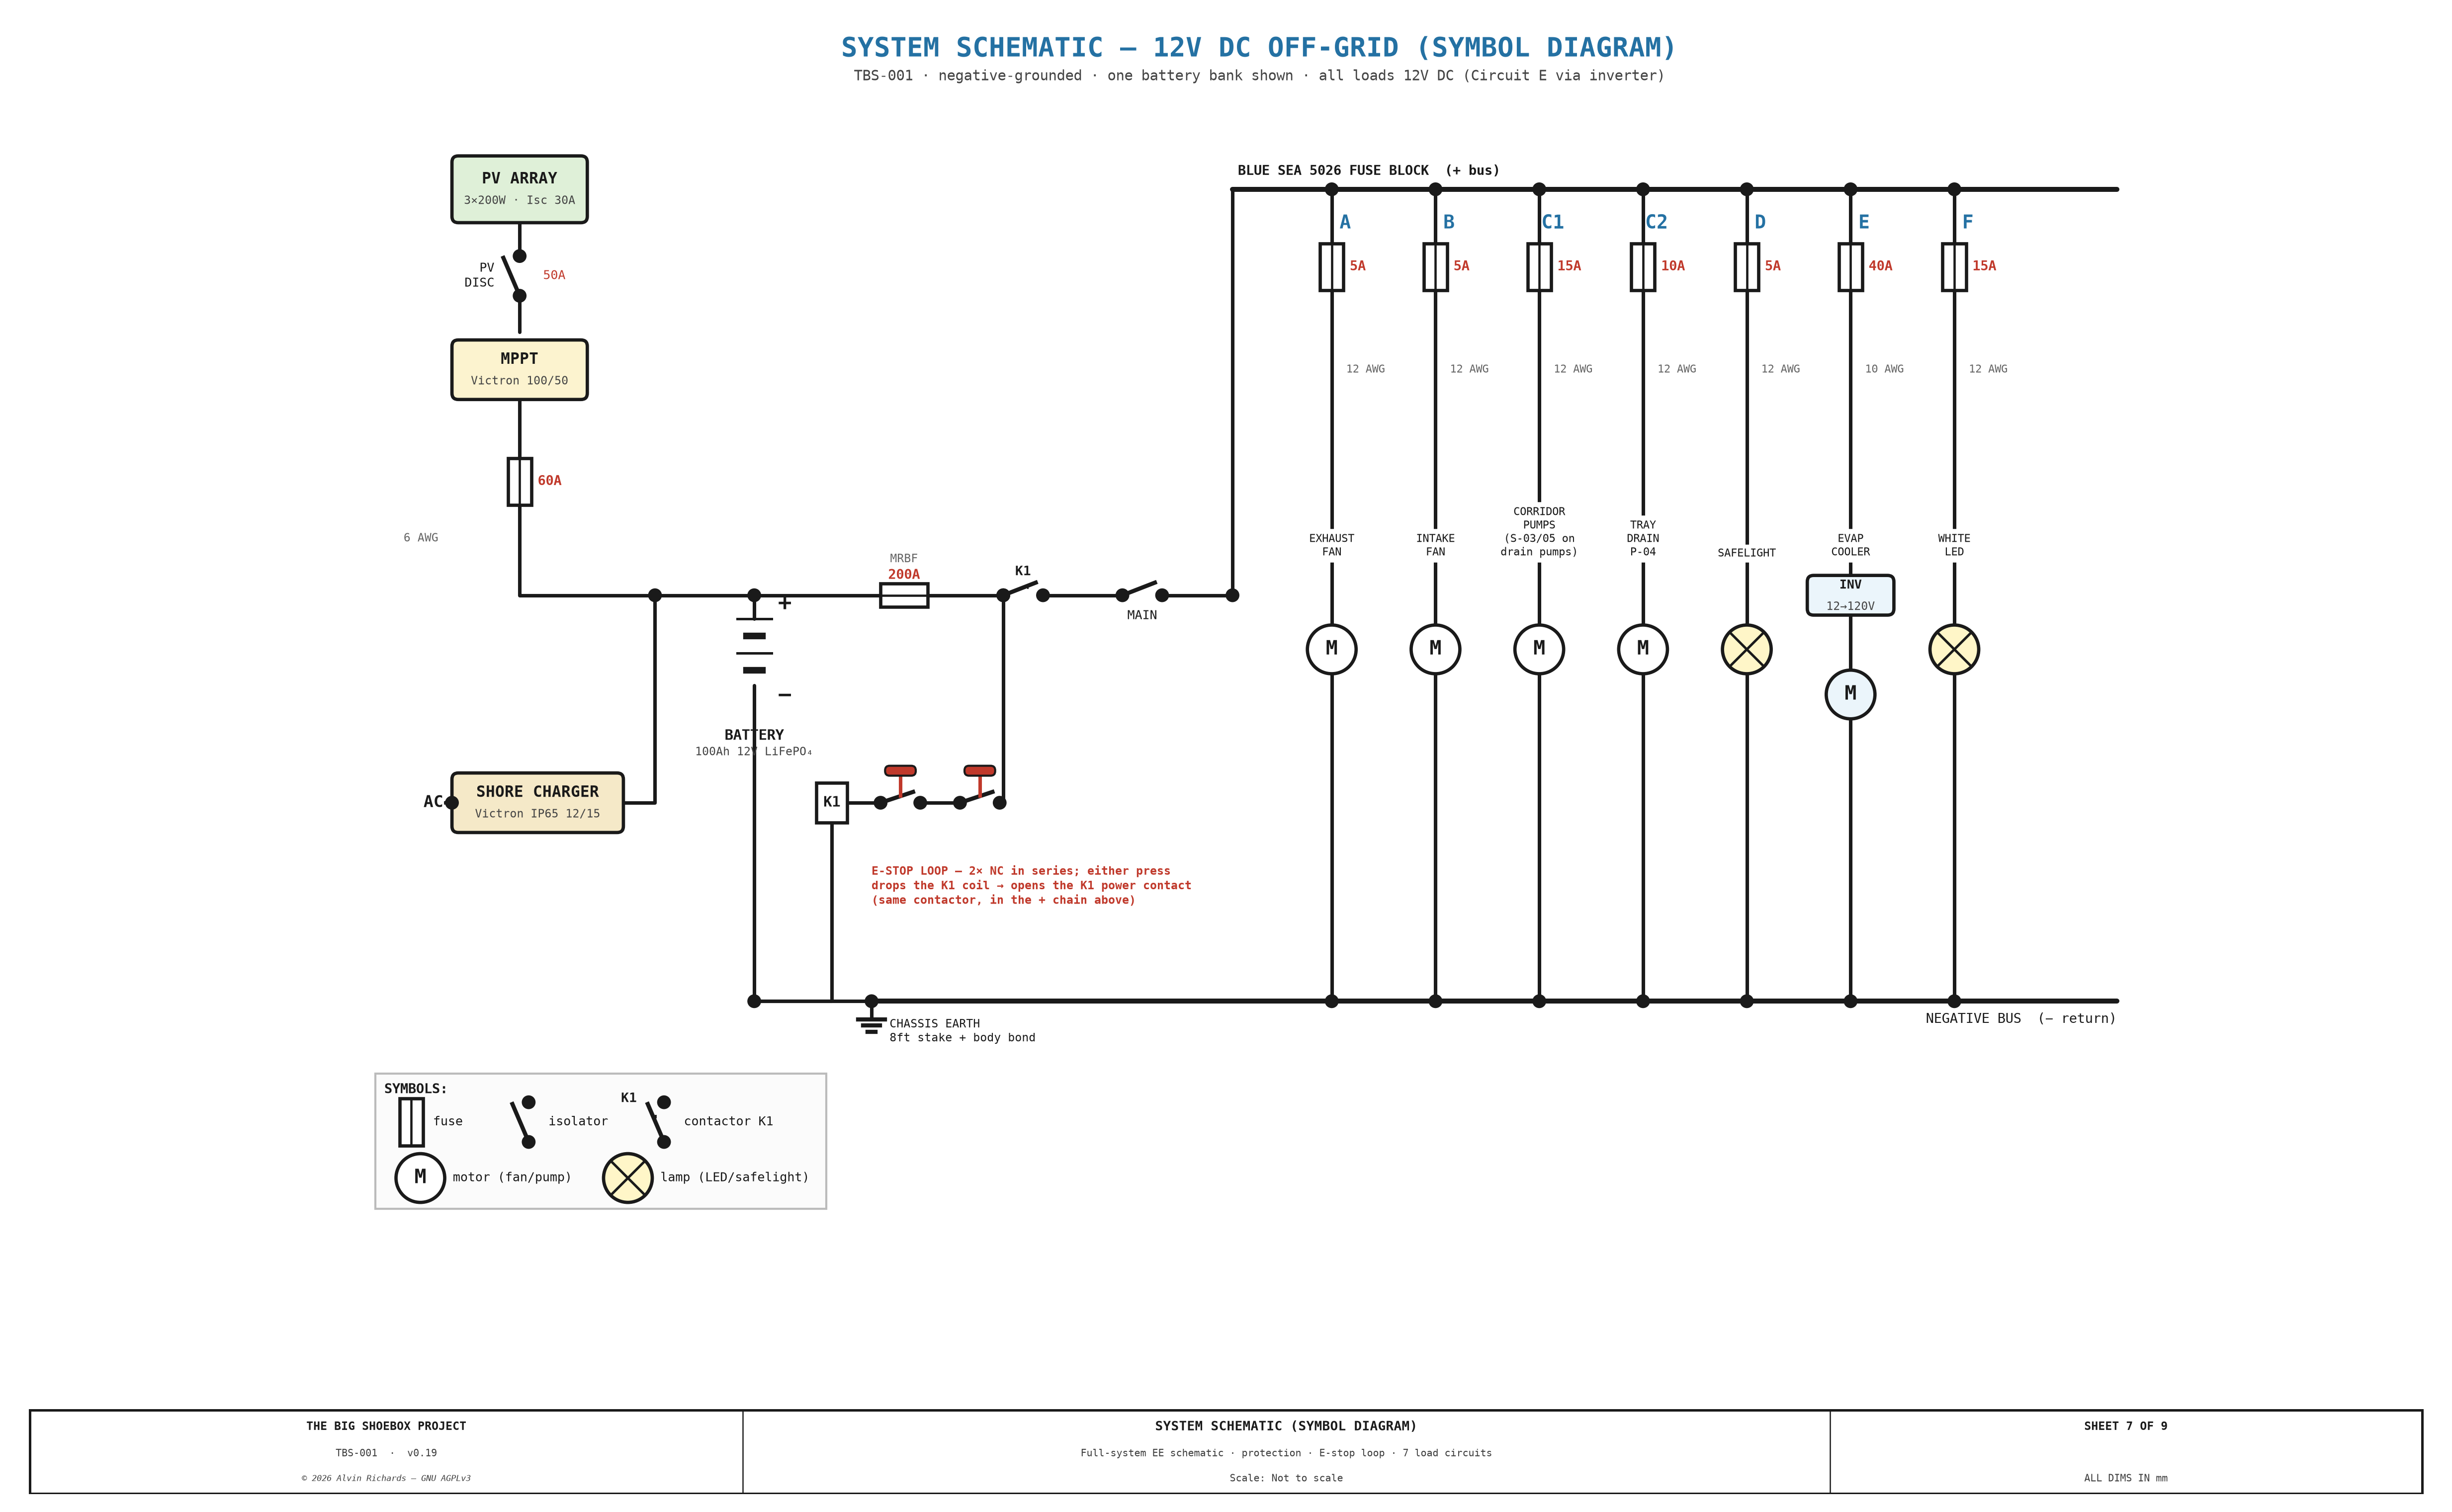 SYSTEM SCHEMATIC — 12V DC OFF-GRID (SYMBOL DIAGRAM)
TBS-001 · negative-grounded · one battery bank shown · all loads 12V DC (Circuit E via inverter)
PV ARRAY
3×200W · Isc 30A
PV
DISC
50A
MPPT
Victron 100/50
60A
6 AWG
MRBF
200A
K1
MAIN
+
−
BATTERY
100Ah 12V LiFePO₄
AC
SHORE CHARGER
Victron IP65 12/15
K1
E-STOP LOOP — 2× NC in series; either press
drops the K1 coil → opens the K1 power contact
(same contactor, in the + chain above)
CHASSIS EARTH
8ft stake + body bond
BLUE SEA 5026 FUSE BLOCK (+ bus)
A
B
C1
C2
D
E
F
5A
5A
15A
10A
5A
40A
15A
12 AWG
12 AWG
12 AWG
12 AWG
12 AWG
10 AWG
12 AWG
EXHAUST
FAN
INTAKE
FAN
CORRIDOR
PUMPS
(S-03/05 on
drain pumps)
TRAY
DRAIN
P-04
SAFELIGHT
EVAP
COOLER
WHITE
LED
INV
12→120V
M
M
M
M
M
NEGATIVE BUS (− return)
SYMBOLS:
fuse
isolator
K1
contactor K1
M
motor (fan/pump)
lamp (LED/safelight)
THE BIG SHOEBOX PROJECT
TBS-001 · v0.19
© 2026 Alvin Richards — GNU AGPLv3
SYSTEM SCHEMATIC (SYMBOL DIAGRAM)
Full-system EE schematic · protection · E-stop loop · 7 load circuits
Scale: Not to scale
SHEET 7 OF 9
ALL DIMS IN mm